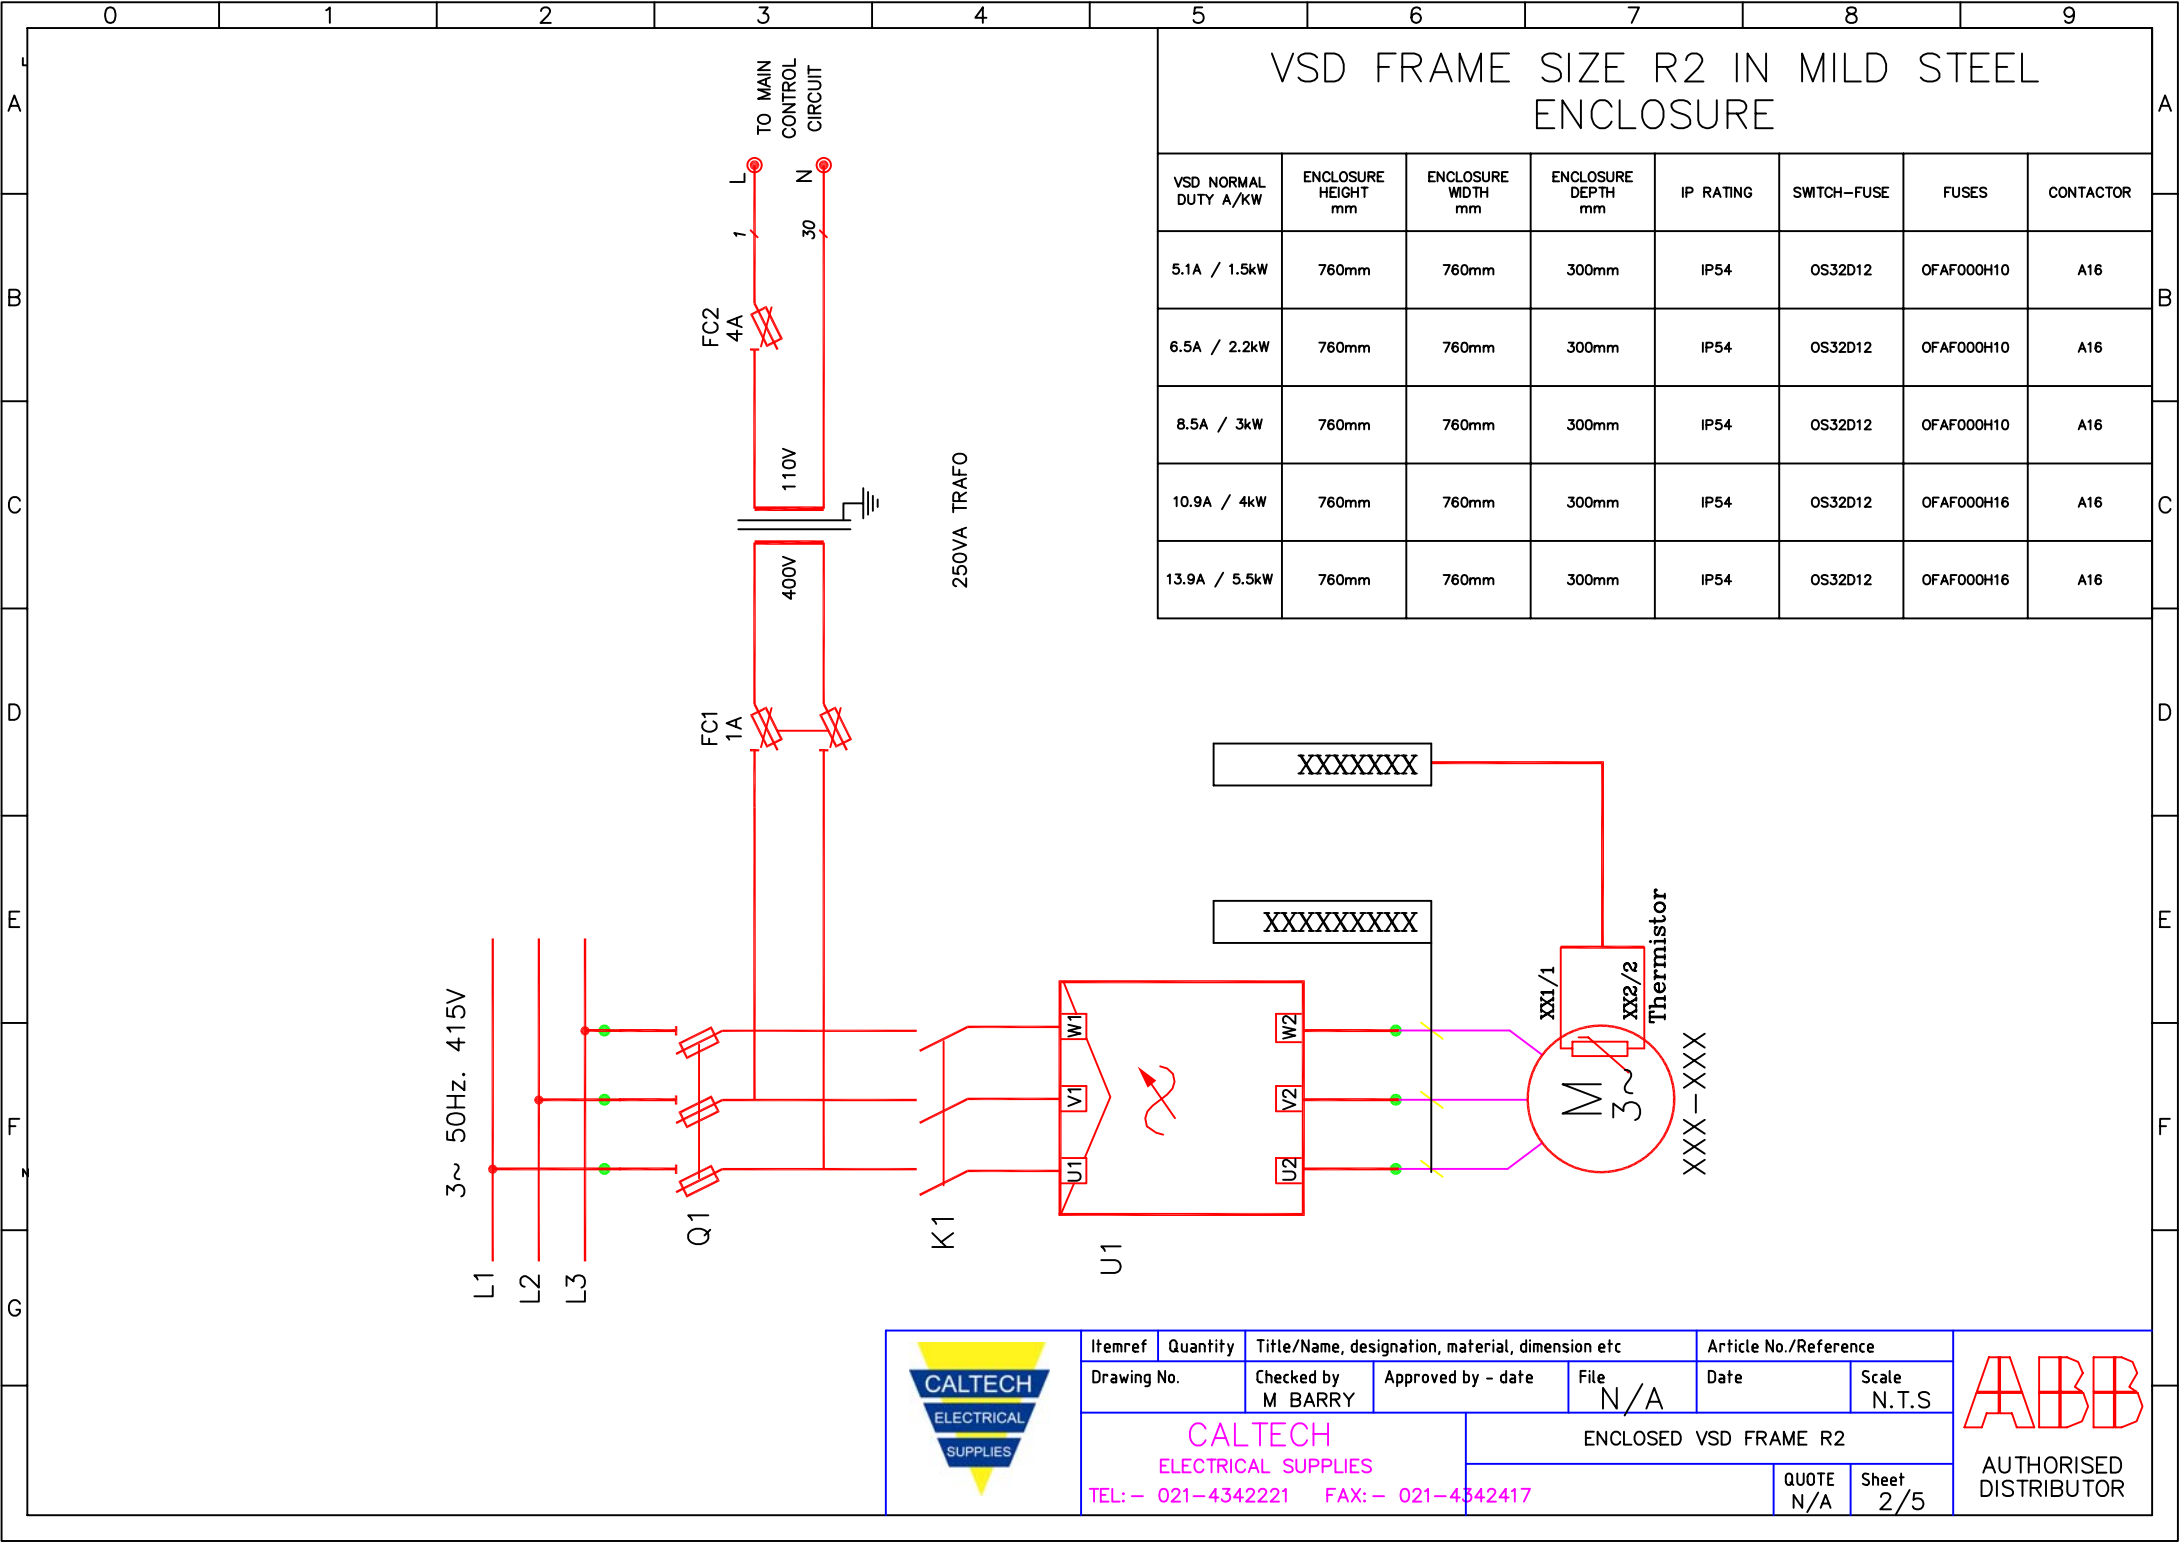 0 1 2 3 4 5 6 7 8 9
A
B
C
D
E
F
G
A
B
C
D
E
F
N
VSD FRAME SIZE R2 IN MILD STEEL
ENCLOSURE
VSD NORMAL DUTY A/KW ENCLOSURE HEIGHT mm ENCLOSURE WIDTH mm ENCLOSURE DEPTH mm IP RATING SWITCH-FUSE FUSES CONTACTOR
5.1A / 1.5kW 760mm 760mm 300mm IP54 OS32D12 OFAF000H10 A16
6.5A / 2.2kW 760mm 760mm 300mm IP54 OS32D12 OFAF000H10 A16
8.5A / 3kW 760mm 760mm 300mm IP54 OS32D12 OFAF000H10 A16
10.9A / 4kW 760mm 760mm 300mm IP54 OS32D12 OFAF000H16 A16
13.9A / 5.5kW 760mm 760mm 300mm IP54 OS32D12 OFAF000H16 A16
TO MAIN
CONTROL
CIRCUIT
L
N
1
30
FC2
4A
110V
400V
250VA TRAFO
FC1
1A
XXXXXXX
XXXXXXXXX
XX1/1
XX2/2
Thermistor
M
3~
XXX-XXX
3~ 50Hz. 415V
L1
L2
L3
Q1
K1
U1
W1
V1
U1
W2
V2
U2
CALTECH
ELECTRICAL
SUPPLIES
Itemref Quantity Title/Name, designation, material, dimension etc Article No./Reference
Drawing No. Checked by Approved by - date File Date Scale
M BARRY N/A N.T.S
CALTECH
ELECTRICAL SUPPLIES
TEL:- 021-4342221 FAX:- 021-4342417
ENCLOSED VSD FRAME R2
QUOTE Sheet
N/A 2/5
ABB
AUTHORISED
DISTRIBUTOR